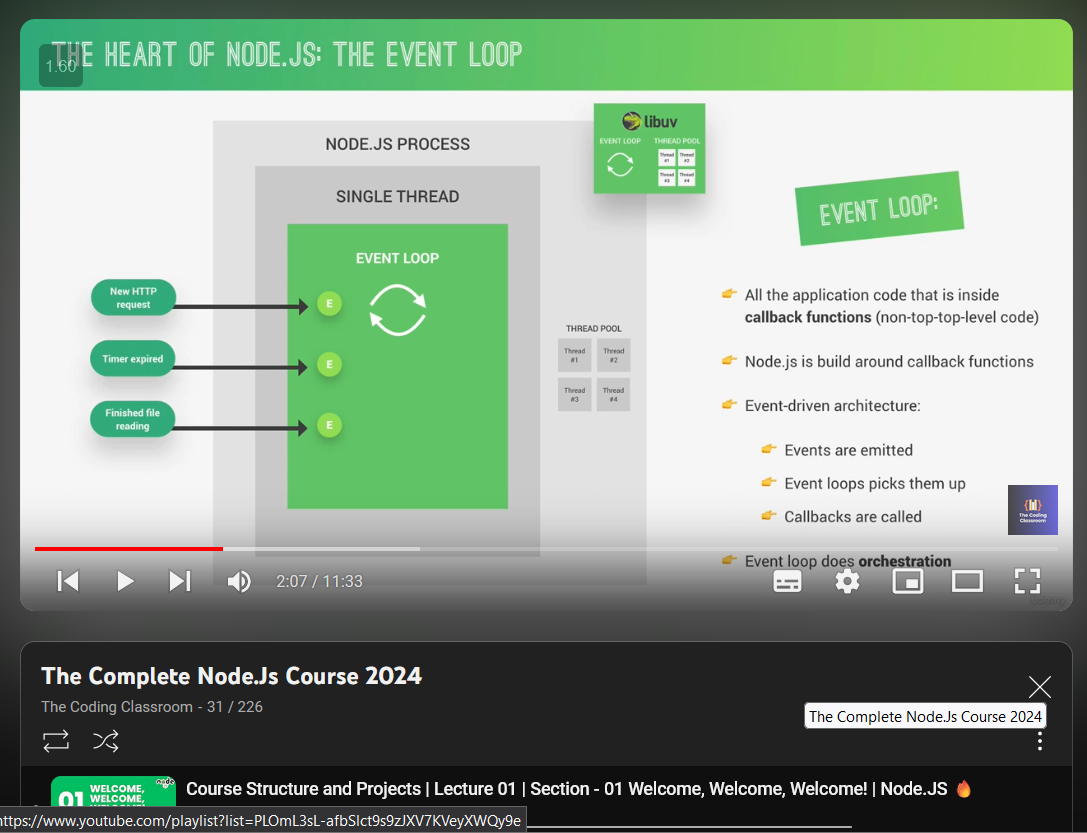 THE HEART OF NODE.JS: THE EVENT LOOP
1.60
libuv
EVENT LOOP
THREAD POOL
Thread #1
Thread #2
Thread #3
Thread #4
NODE.JS PROCESS
SINGLE THREAD
EVENT LOOP
New HTTP
request
E
Timer expired
E
Finished file
reading
E
THREAD POOL
Thread
#1
Thread
#2
Thread
#3
Thread
#4
EVENT LOOP:
All the application code that is inside
callback functions (non-top-top-level code)
Node.js is build around callback functions
Event-driven architecture:
Events are emitted
Event loops picks them up
Callbacks are called
Event loop does orchestration
The Coding
Classroom
2:07 / 11:33
The Complete Node.Js Course 2024
The Coding Classroom - 31 / 226
The Complete Node.Js Course 2024
01 WELCOME,
WELCOME,
WELCOME!
node
Course Structure and Projects | Lecture 01 | Section - 01 Welcome, Welcome, Welcome! | Node.JS 🔥
https://www.youtube.com/playlist?list=PLOmL3sL-afbSIct9s9zJXV7KVeyXWQy9e